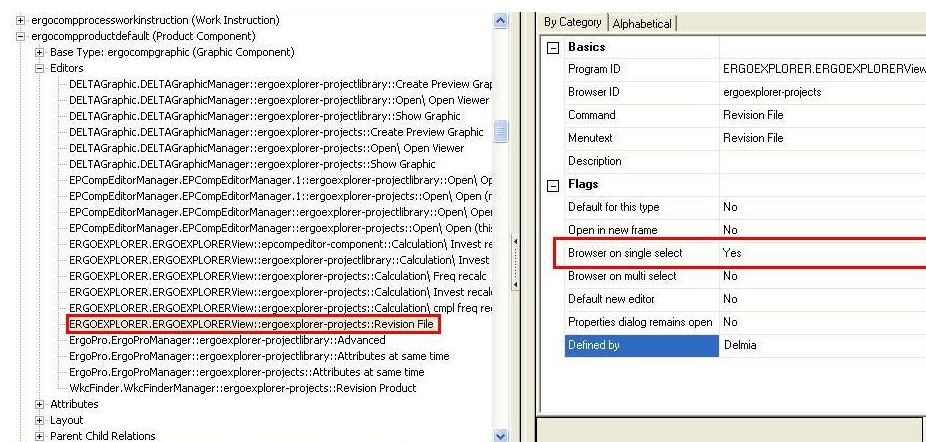 ergocompprocessworkinstruction (Work Instruction)
ergocompproductdefault (Product Component)
Base Type: ergocompgraphic (Graphic Component)
Editors
DELTAGraphic.DELTAGraphicManager::ergoexplorer-projectlibrary::Create Preview Grap
DELTAGraphic.DELTAGraphicManager::ergoexplorer-projectlibrary::Open\ Open Viewer
DELTAGraphic.DELTAGraphicManager::ergoexplorer-projectlibrary::Show Graphic
DELTAGraphic.DELTAGraphicManager::ergoexplorer-projects::Create Preview Graphic
DELTAGraphic.DELTAGraphicManager::ergoexplorer-projects::Open\ Open Viewer
DELTAGraphic.DELTAGraphicManager::ergoexplorer-projects::Show Graphic
EPCompEditorManager.EPCompEditorManager.1::ergoexplorer-projectlibrary::Open\ Op
EPCompEditorManager.EPCompEditorManager.1::ergoexplorer-projects::Open\ Open (n
EPCompEditorManager.EPCompEditorManager::ergoexplorer-projectlibrary::Open\ Oper
EPCompEditorManager.EPCompEditorManager::ergoexplorer-projects::Open\ Open (this
ERGOEXPLORER.ERGOEXPLORERView::epcompeditor-component::Calculation\ Invest re
ERGOEXPLORER.ERGOEXPLORERView::ergoexplorer-projectlibrary::Calculation\ Invest
ERGOEXPLORER.ERGOEXPLORERView::ergoexplorer-projects::Calculation\ Freq recalc
ERGOEXPLORER.ERGOEXPLORERView::ergoexplorer-projects::Calculation\ Invest recalc
ERGOEXPLORER.ERGOEXPLORERView::ergoexplorer-projects::Calculation\ cmpl freq re
ERGOEXPLORER.ERGOEXPLORERView::ergoexplorer-projects::Revision File
ErgoPro.ErgoProManager::ergoexplorer-projectlibrary::Advanced
ErgoPro.ErgoProManager::ergoexplorer-projectlibrary::Attributes at same time
ErgoPro.ErgoProManager::ergoexplorer-projects::Attributes at same time
WkcFinder.WkcFinderManager::ergoexplorer-projects::Revision Product
Attributes
Layout
Parent Child Relations
By Category Alphabetical
Basics
Program ID ERGOEXPLORER.ERGOEXPLORERView
Browser ID ergoexplorer-projects
Command Revision File
Menutext Revision File
Description
Flags
Default for this type No
Open in new frame No
Browser on single select Yes
Browser on multi select No
Default new editor No
Properties dialog remains open No
Defined by Delmia